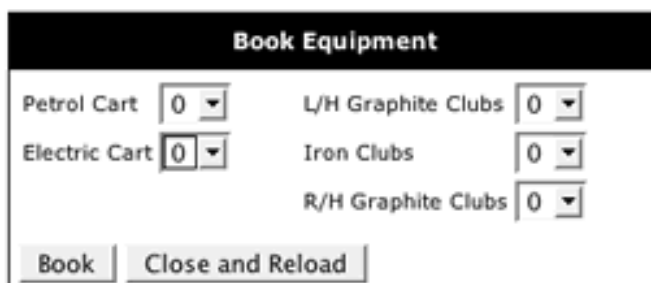 Book Equipment
Petrol Cart 0 L/H Graphite Clubs 0
Electric Cart 0 Iron Clubs 0
R/H Graphite Clubs 0
Book Close and Reload